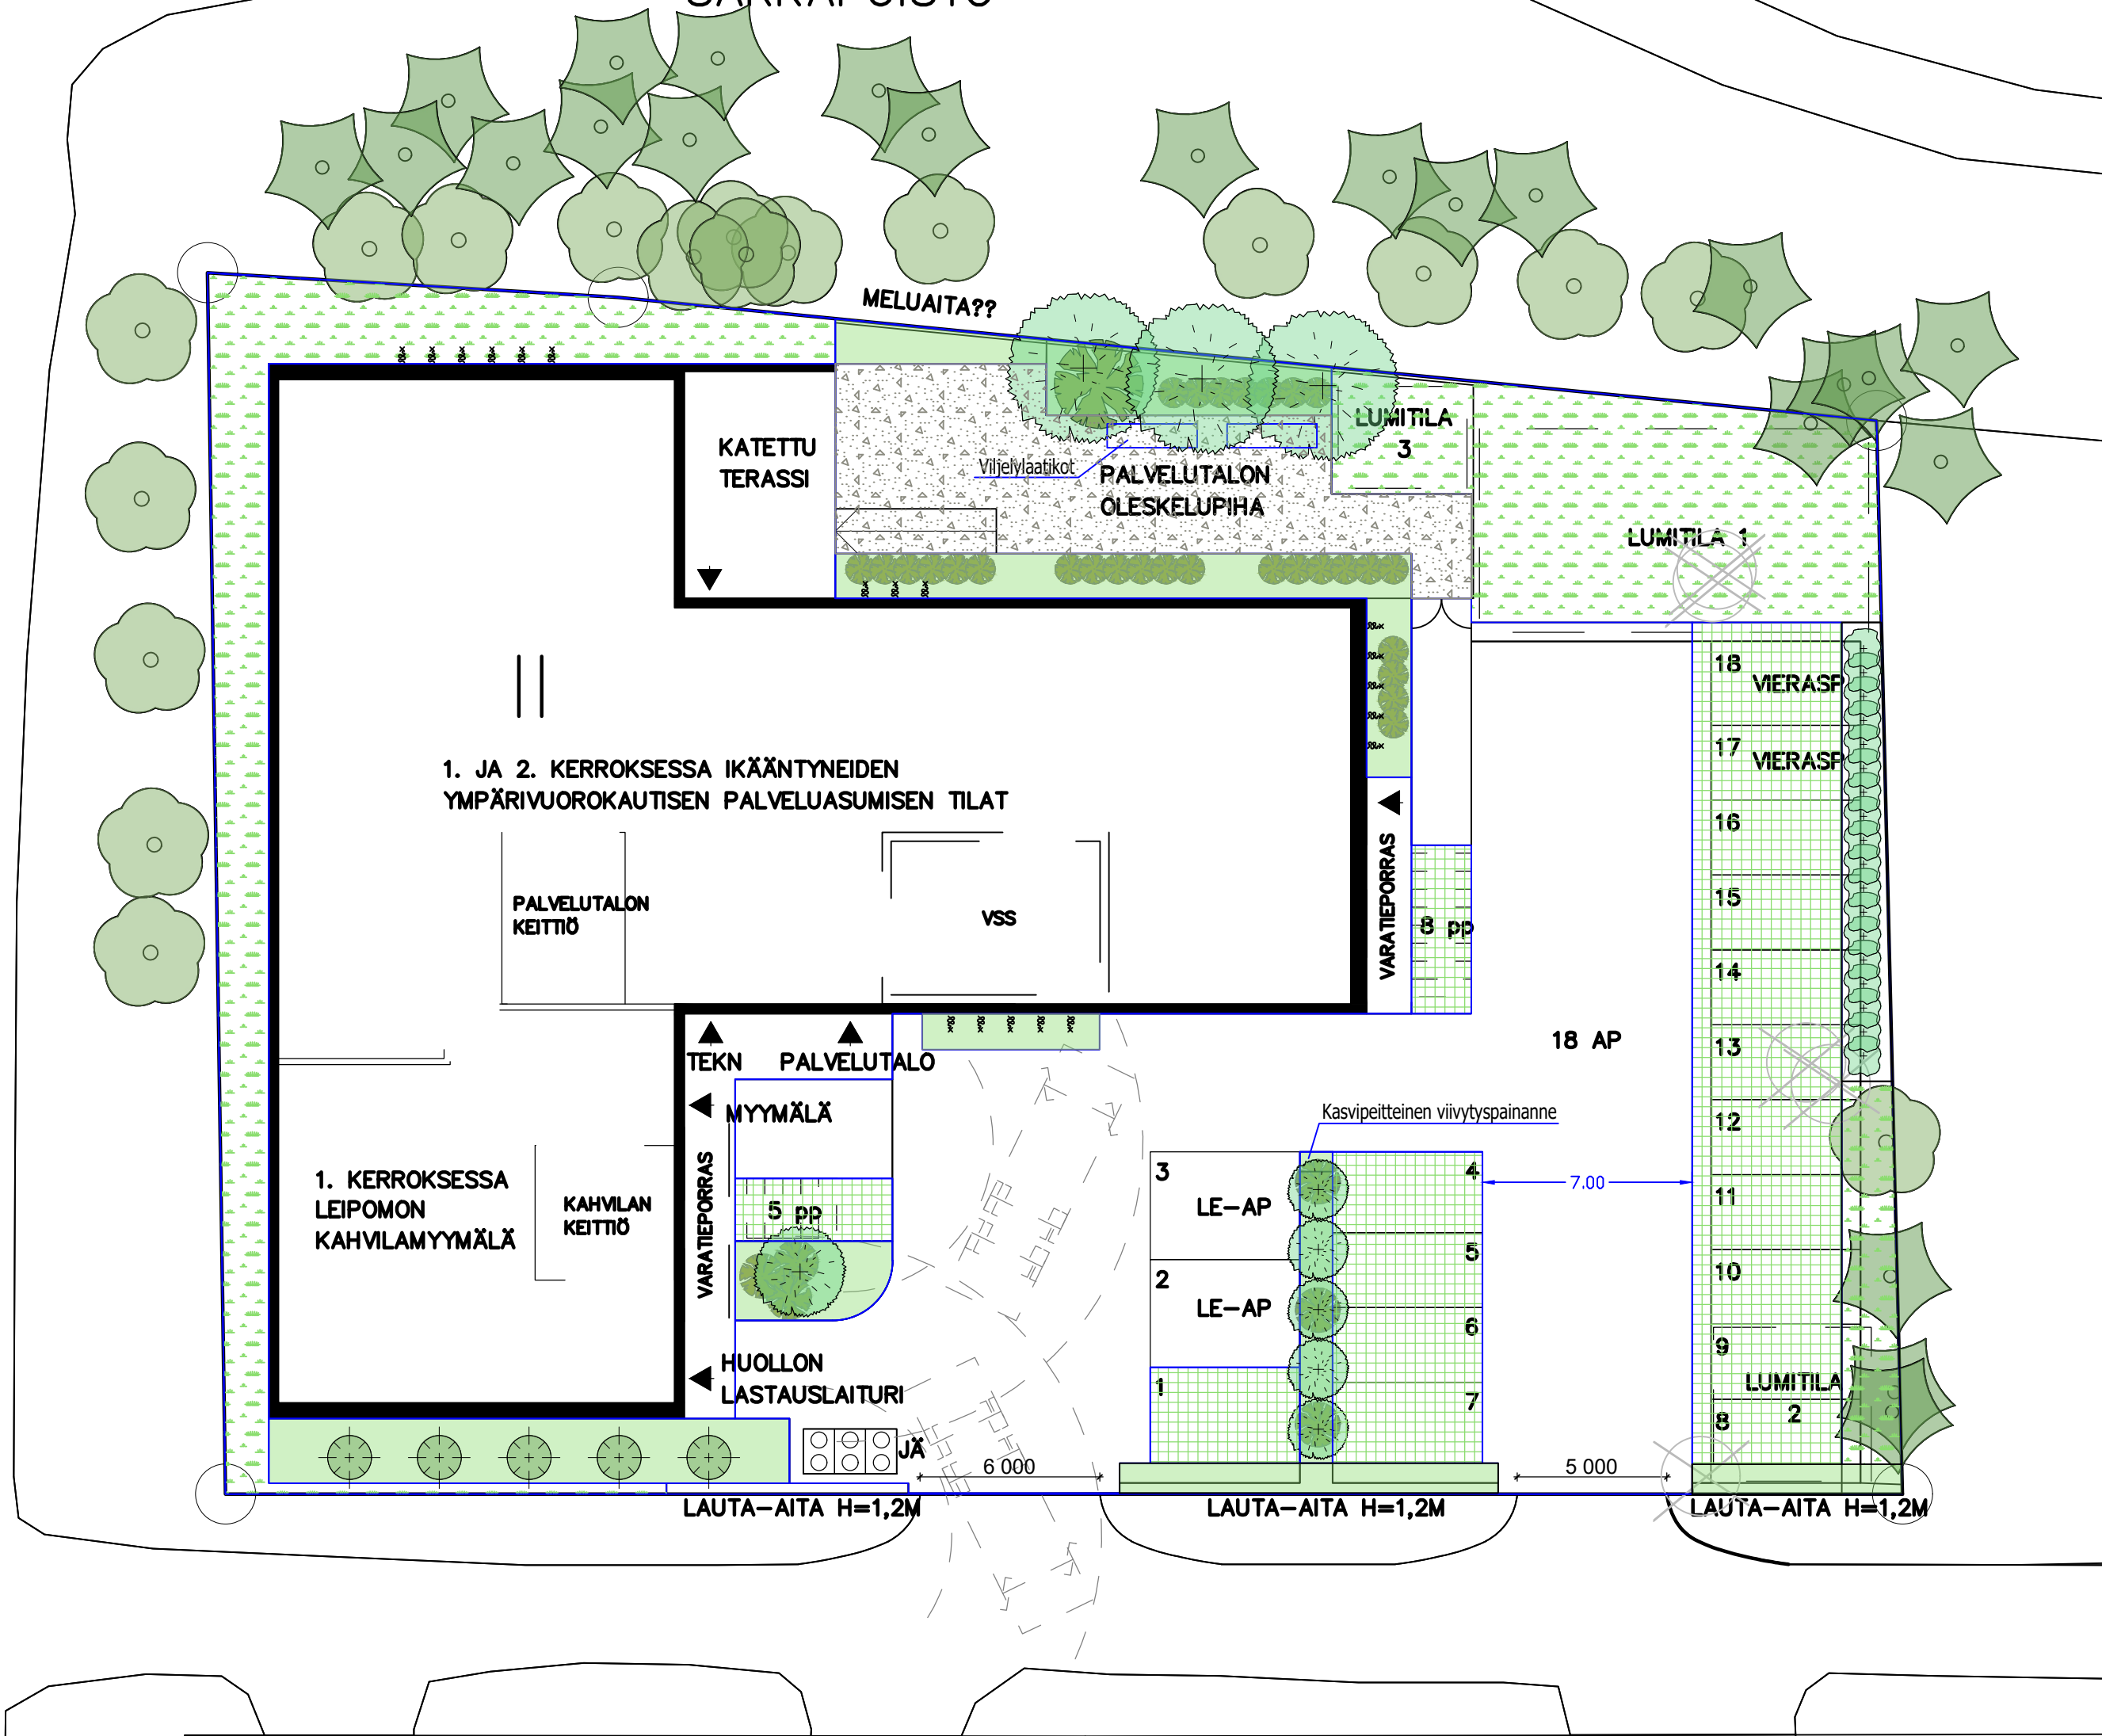 MELUAITA??
KATETTU
TERASSI
LUMITILA
3
Viljelylaatikot
PALVELUTALON
OLESKELUPIHA
LUMITILA 1
18
VIERASP
17
VIERASP
16
15
14
13
12
11
10
9
LUMITILA
2
8
1. JA 2. KERROKSESSA IKÄÄNTYNEIDEN
YMPÄRIVUOROKAUTISEN PALVELUASUMISEN TILAT
PALVELUTALON
KEITTIÖ
VSS
VARATIEPORRAS
8 pp
18 AP
TEKN
PALVELUTALO
MYYMÄLÄ
VARATIEPORRAS
5 pp
1. KERROKSESSA
LEIPOMON
KAHVILAMYYMÄLÄ
KAHVILAN
KEITTIÖ
HUOLLON
LASTAUSLAITURI
JÄ
Kasvipeitteinen viivytyspainanne
3
LE-AP
2
LE-AP
1
4
5
6
7
7.00
6 000
5 000
LAUTA-AITA H=1,2M
LAUTA-AITA H=1,2M
LAUTA-AITA H=1,2M